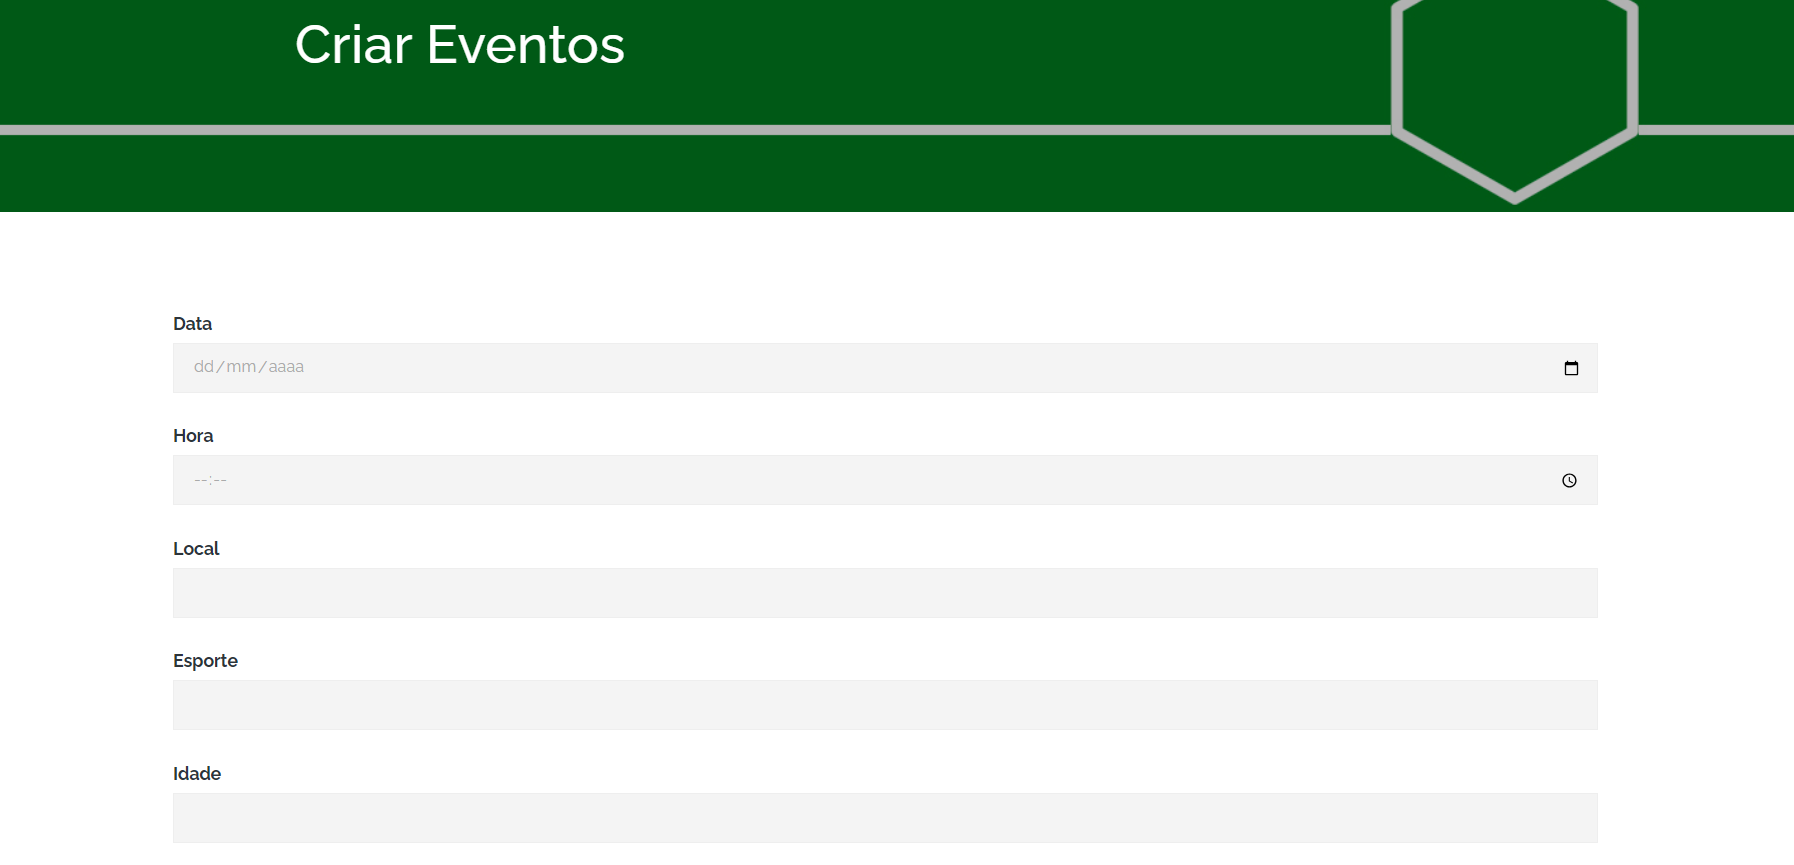 Criar Eventos
Data
dd/mm/aaaa
Hora
--:--
Local
Esporte
Idade